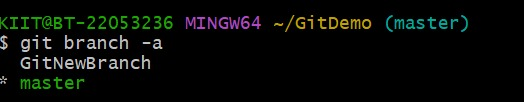 KIIT@BT-22053236 MINGW64 ~/GitDemo (master)
$ git branch -a
  GitNewBranch
* master